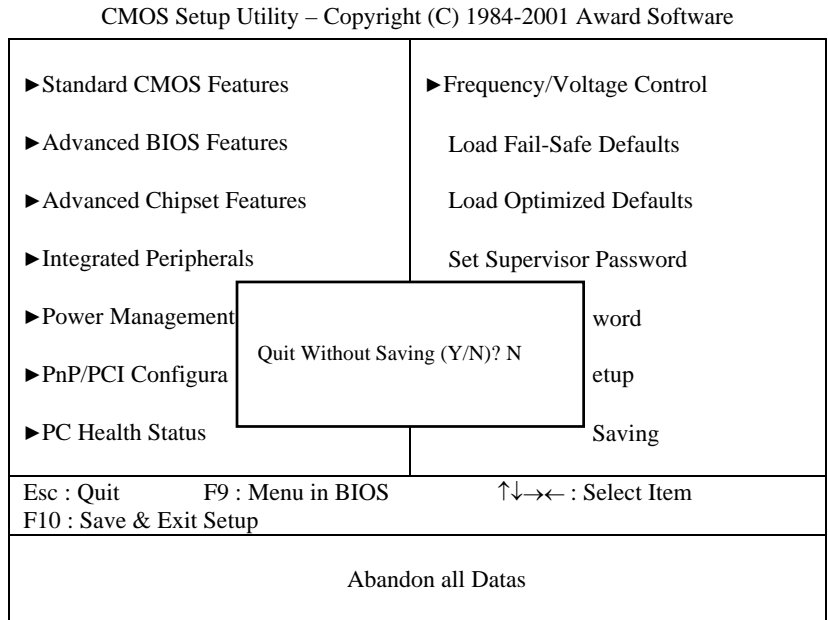 CMOS Setup Utility – Copyright (C) 1984-2001 Award Software
►Standard CMOS Features
►Advanced BIOS Features
►Advanced Chipset Features
►Integrated Peripherals
►Power Management
►PnP/PCI Configura
►PC Health Status
►Frequency/Voltage Control
Load Fail-Safe Defaults
Load Optimized Defaults
Set Supervisor Password
word
etup
Saving
Quit Without Saving (Y/N)? N
Esc : Quit F9 : Menu in BIOS ↑↓→← : Select Item
F10 : Save & Exit Setup
Abandon all Datas